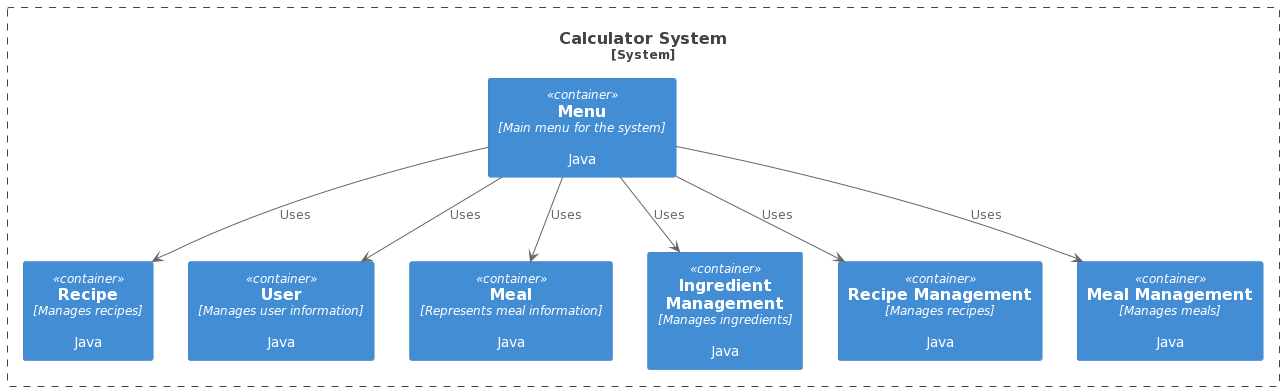 Calculator System
[System]
«container»
Menu
[Main menu for the system]
Java
Uses
Uses
Uses
Uses
Uses
Uses
«container»
Recipe
[Manages recipes]
Java
«container»
User
[Manages user information]
Java
«container»
Meal
[Represents meal information]
Java
«container»
Ingredient
Management
[Manages ingredients]
Java
«container»
Recipe Management
[Manages recipes]
Java
«container»
Meal Management
[Manages meals]
Java